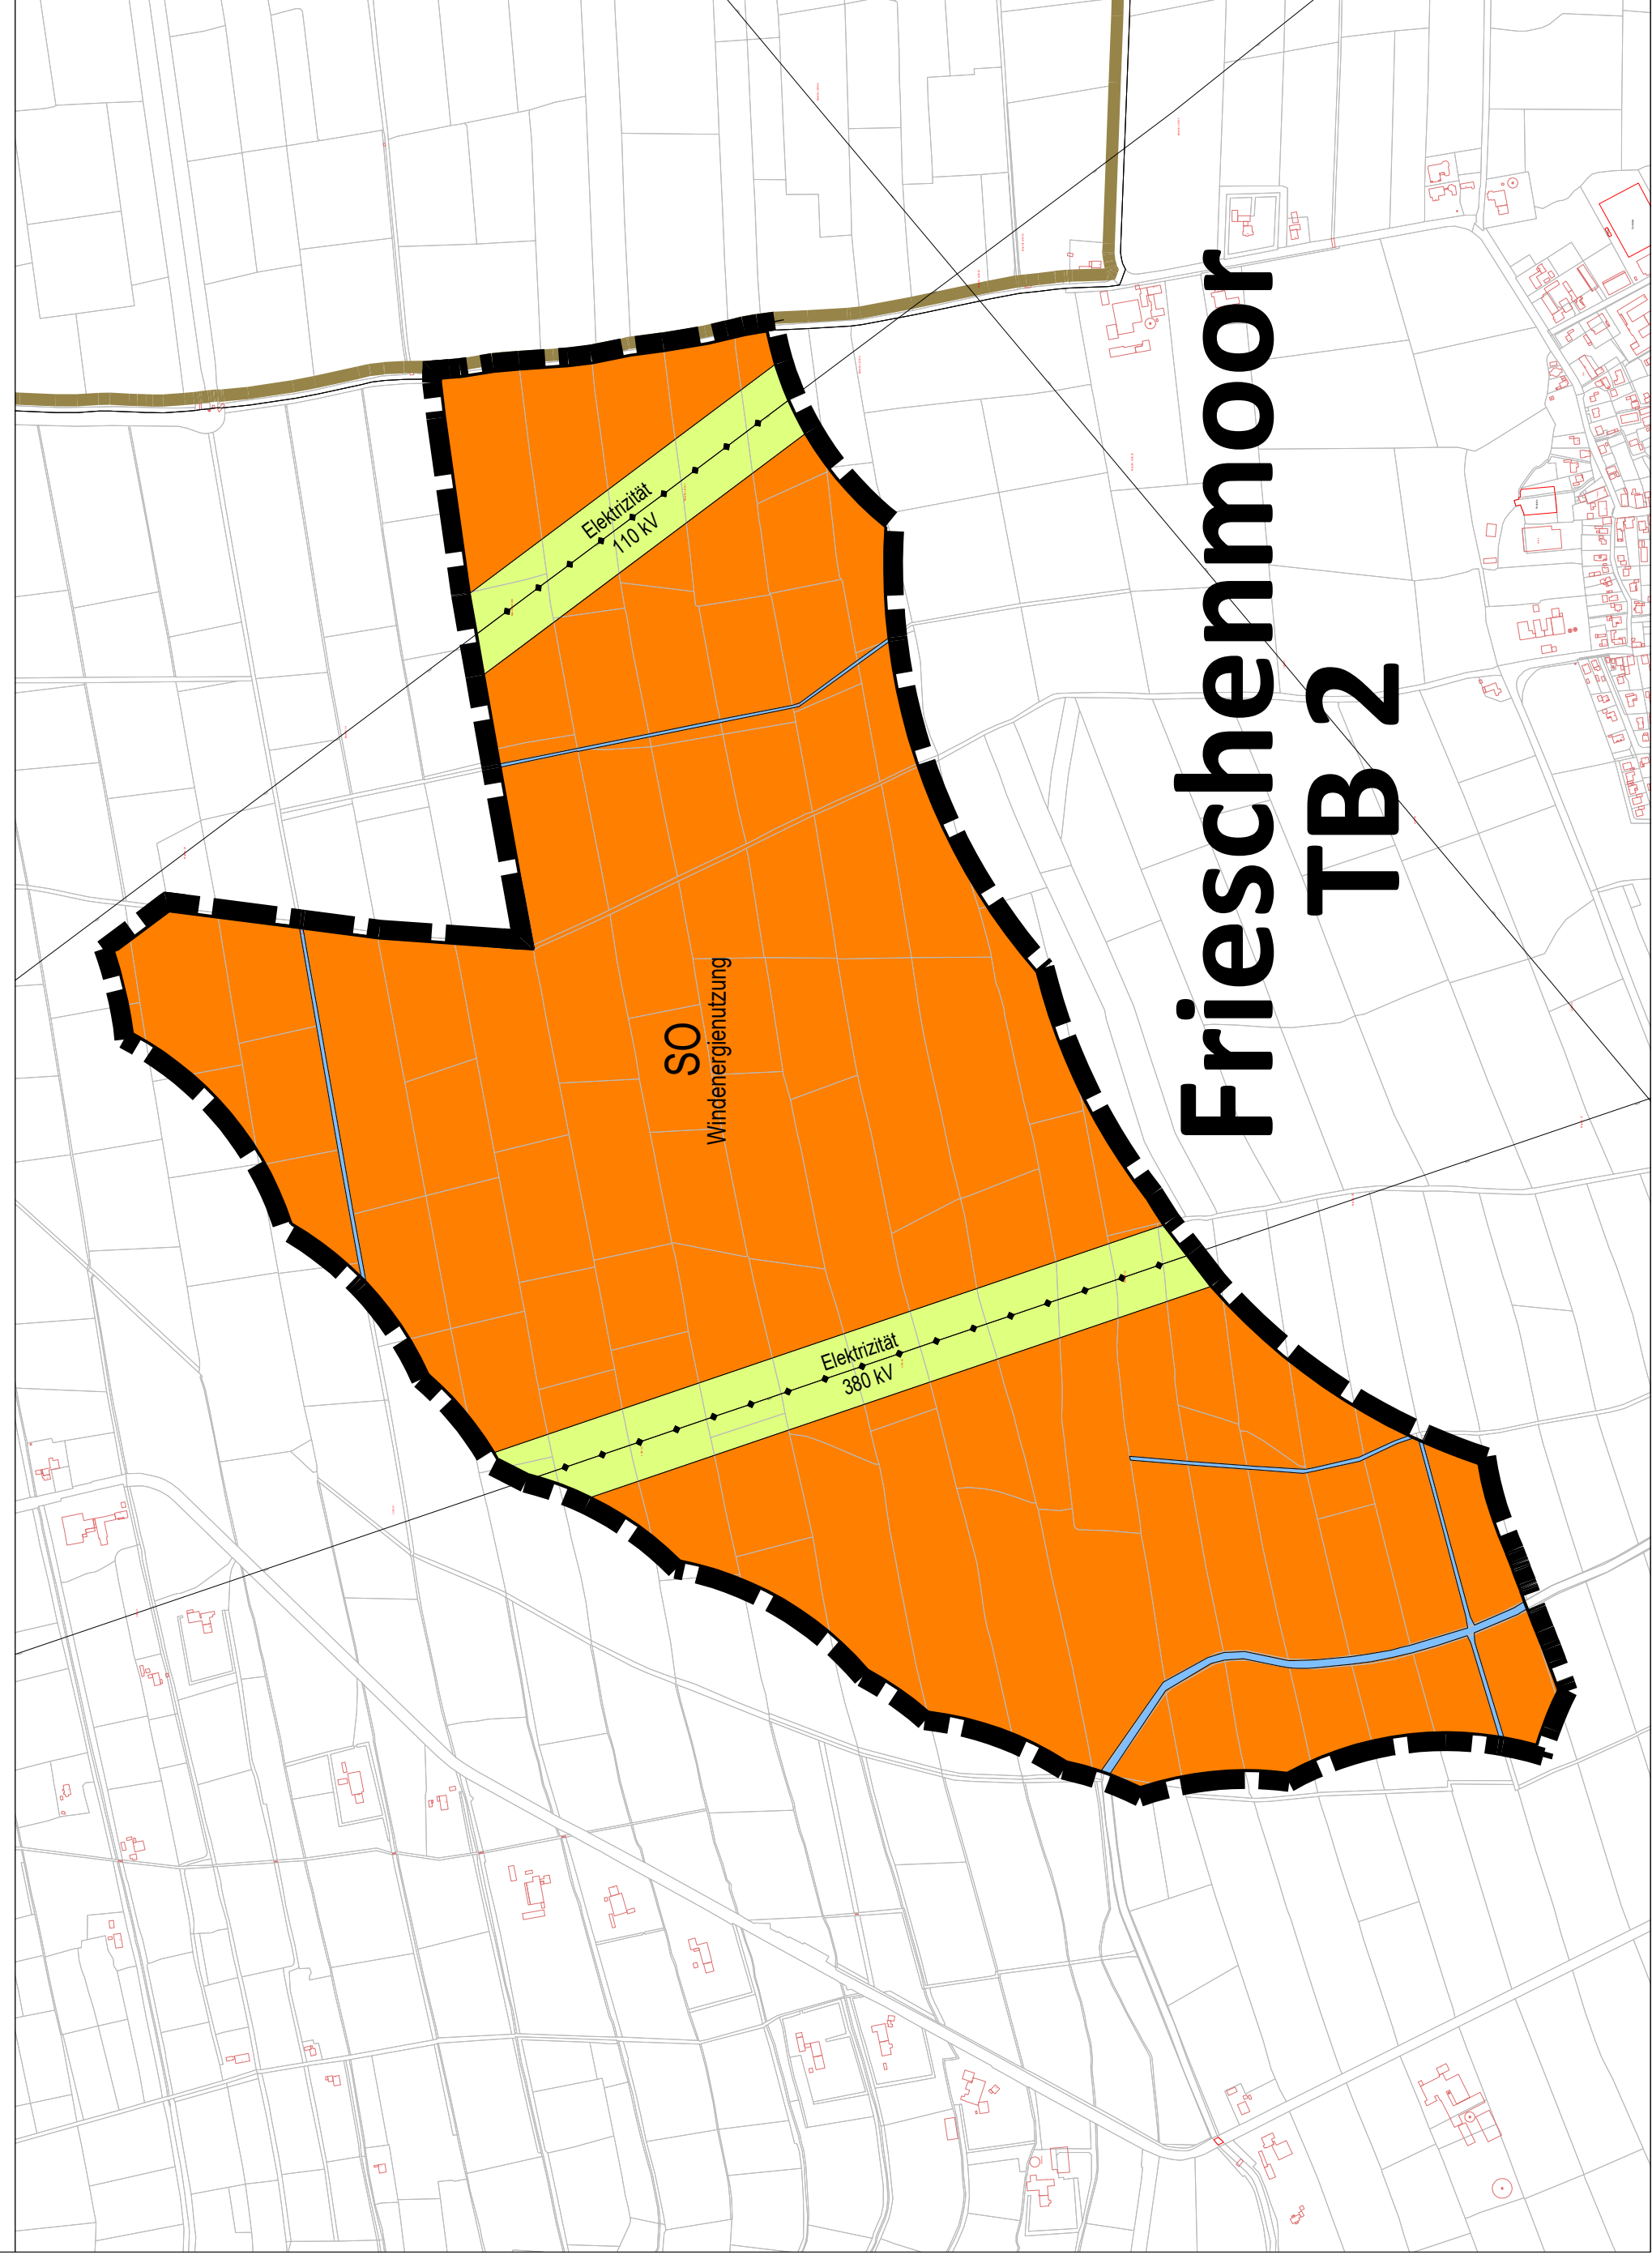 Elektrizität
110 kV
SO
Windenergienutzung
Elektrizität
380 kV
Frieschenmoor
TB 2